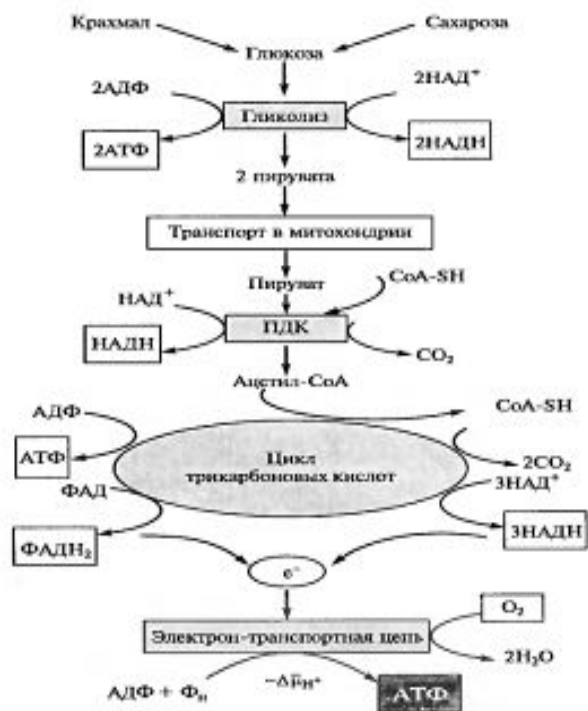 Крахмал
Сахароза
Глюкоза
2АДФ
2НАД⁺
Гликолиз
2АТФ
2НАДН
2 пирувата
Транспорт в митохондрии
Пируват
CoA-SH
НАД⁺
ПДК
НАДН
CO₂
Ацетил-CoA
АДФ
CoA-SH
АТФ
Цикл
трикарбоновых кислот
2CO₂
ФАД
3НАД⁺
ФАДН₂
3НАДН
e⁻
O₂
Электрон-транспортная цепь
2H₂O
АДФ + Фн
−Δμ̄H⁺
АТФ